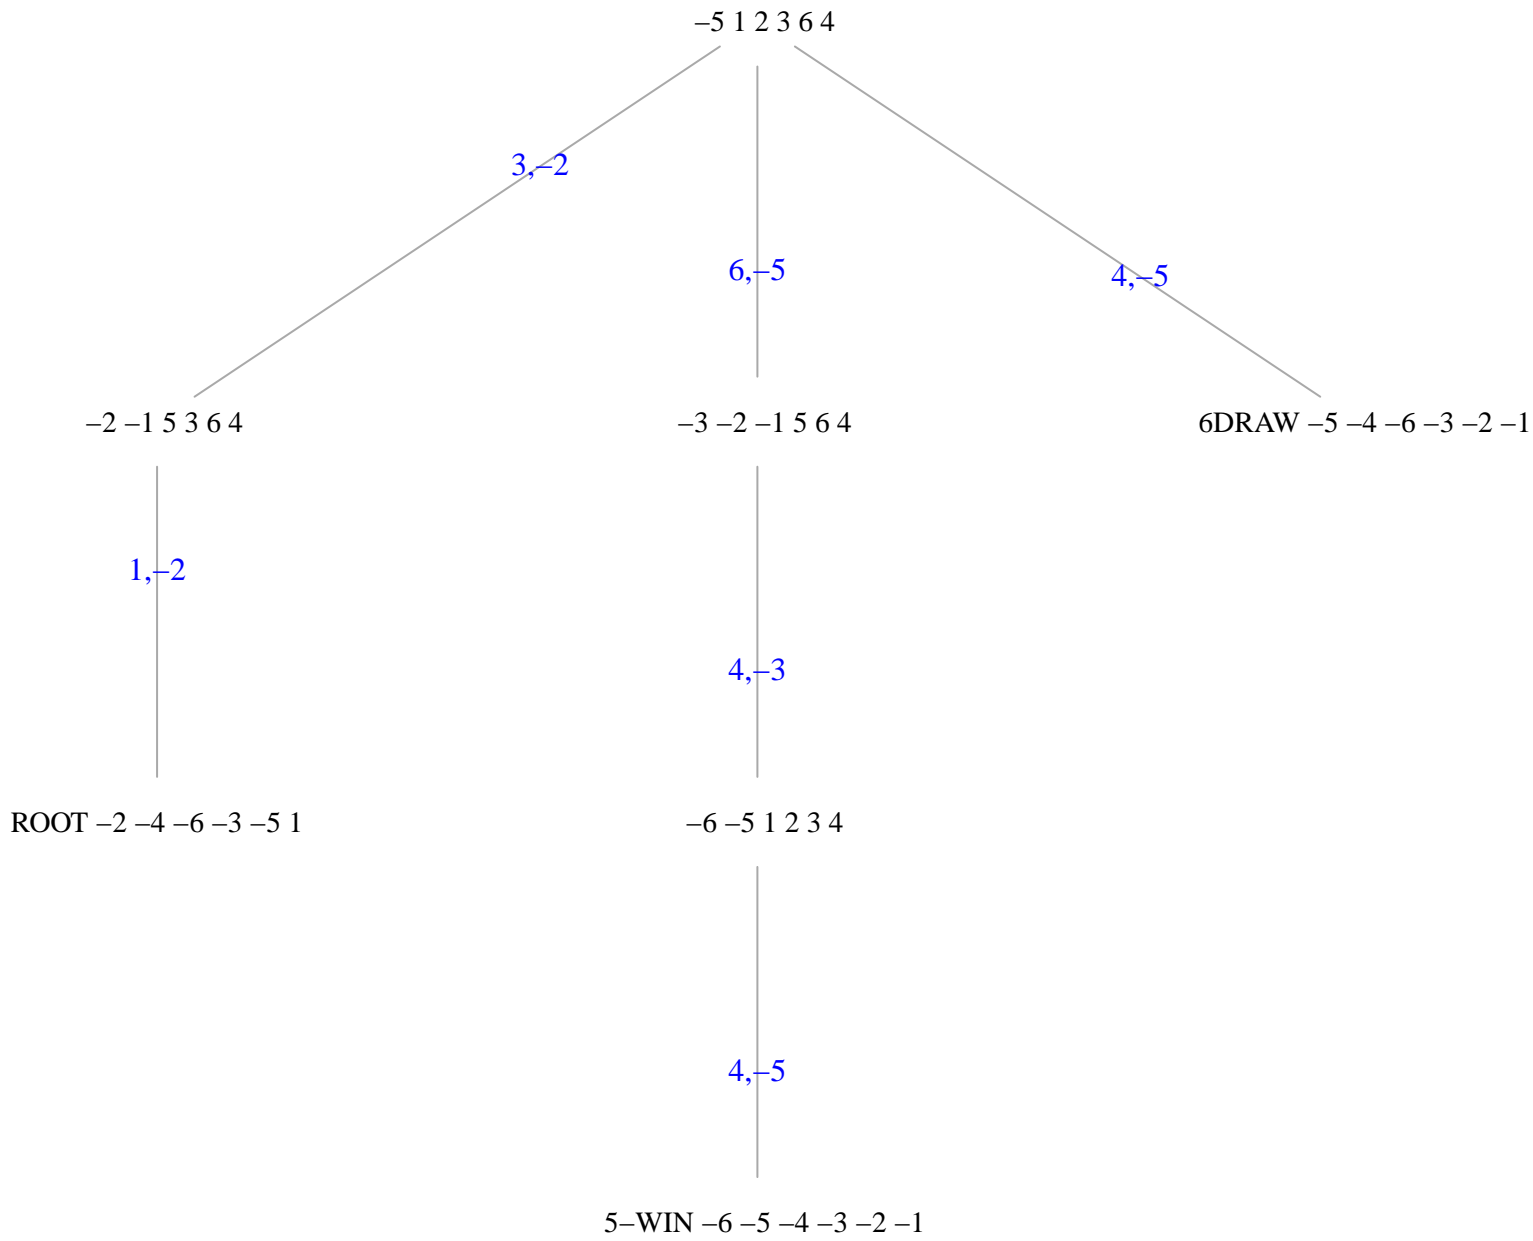 –5 1 2 3 6 4
3,–2
6,–5
4,–5
–2 –1 5 3 6 4
–3 –2 –1 5 6 4
6DRAW –5 –4 –6 –3 –2 –1
1,–2
4,–3
ROOT –2 –4 –6 –3 –5 1
–6 –5 1 2 3 4
4,–5
5–WIN –6 –5 –4 –3 –2 –1